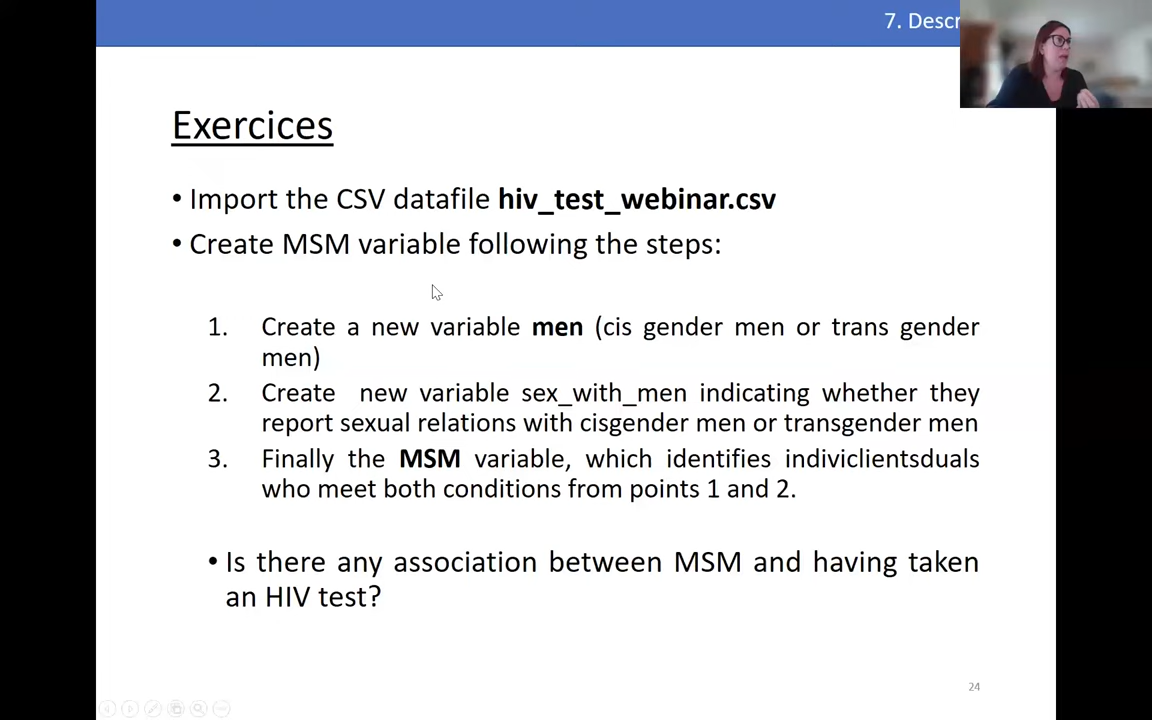 7. Descr
Exercices
• Import the CSV datafile hiv_test_webinar.csv
• Create MSM variable following the steps:
1. Create a new variable men (cis gender men or trans gender
men)
2. Create new variable sex_with_men indicating whether they
report sexual relations with cisgender men or transgender men
3. Finally the MSM variable, which identifies indiviclientsduals
who meet both conditions from points 1 and 2.
• Is there any association between MSM and having taken
an HIV test?
24